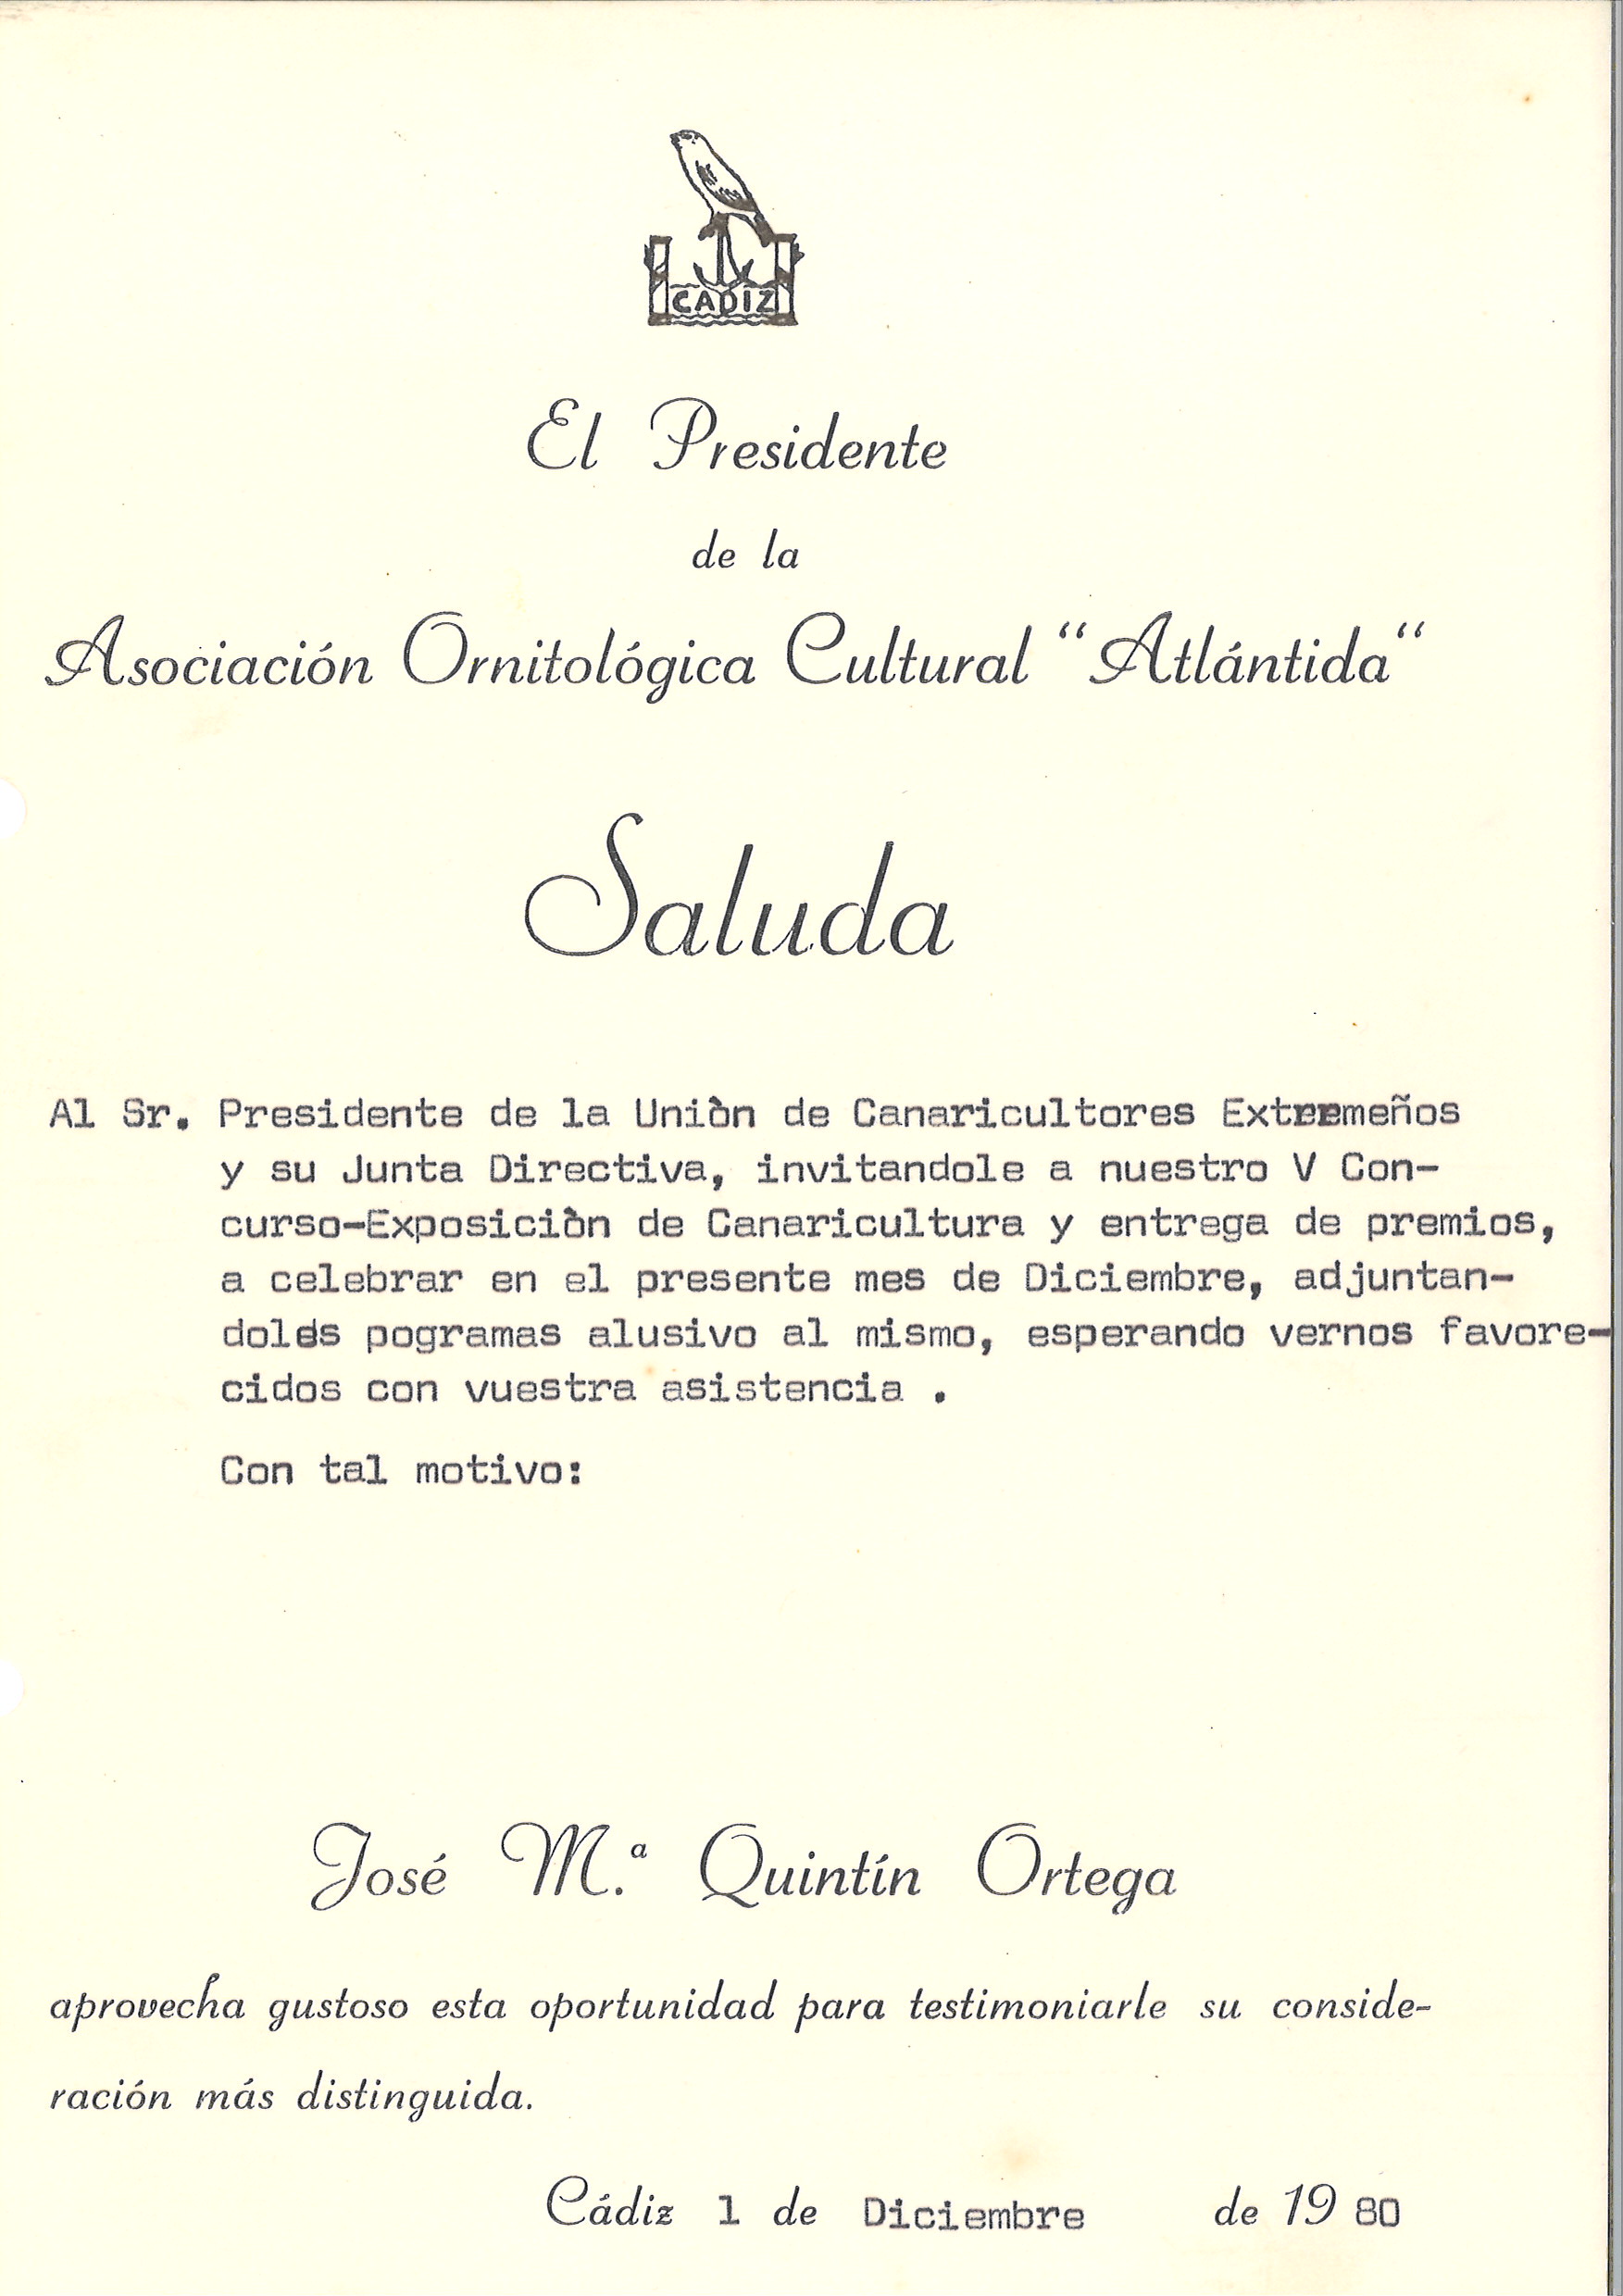 CADIZ
El Presidente
de la
Asociación Ornitológica Cultural “Atlántida“
Saluda
Al Sr. Presidente de la Uniòn de Canaricultores Extremeños
y su Junta Directiva, invitandole a nuestro V Con-
curso-Exposiciòn de Canaricultura y entrega de premios,
a celebrar en el presente mes de Diciembre, adjuntan-
doles pogramas alusivo al mismo, esperando vernos favore-
cidos con vuestra asistencia .
Con tal motivo:
José M.ª Quintín Ortega
aprovecha gustoso esta oportunidad para testimoniarle su conside-
ración más distinguida.
Cádiz 1 de Diciembre de 19 80